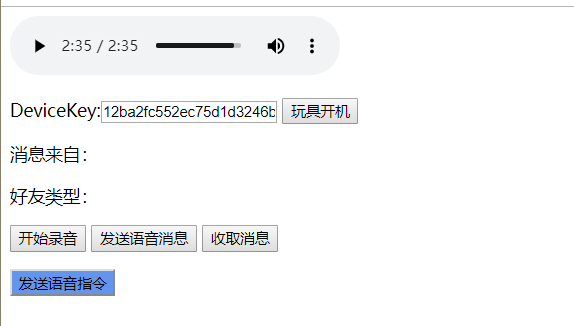 2:35 / 2:35
DeviceKey:12ba2fc552ec75d1d3246b 玩具开机
消息来自：
好友类型：
开始录音 发送语音消息 收取消息
发送语音指令